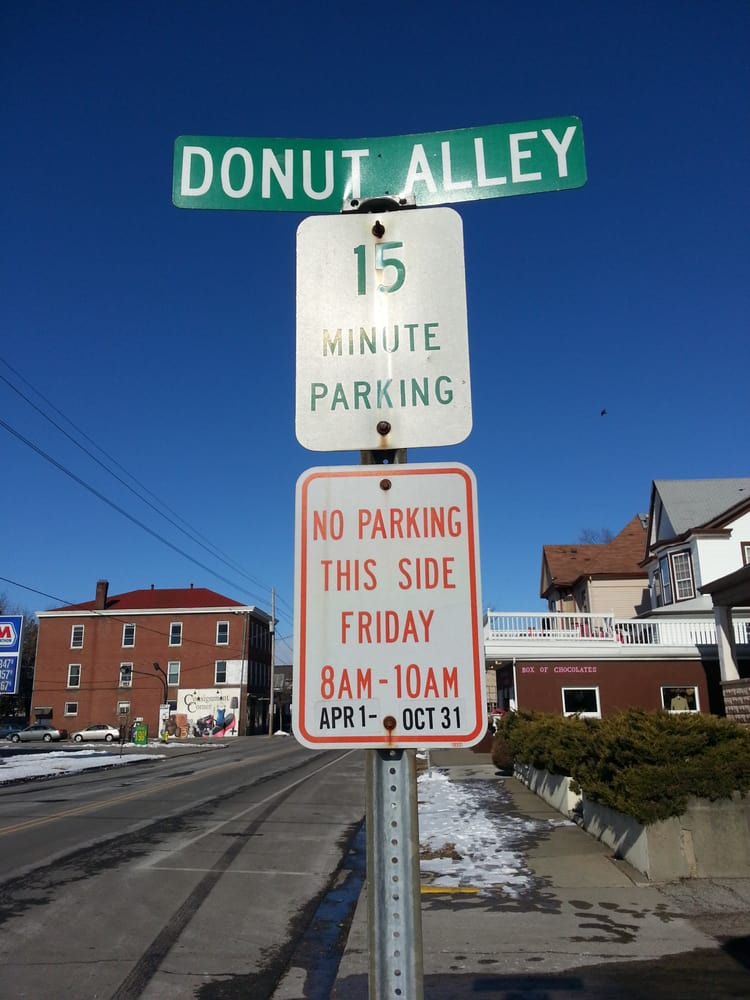 DONUT ALLEY
15
MINUTE
PARKING
NO PARKING
THIS SIDE
FRIDAY
8AM - 10AM
APR 1 - OCT 31
BOX OF CHOCOLATES
Consignment
Corner
M